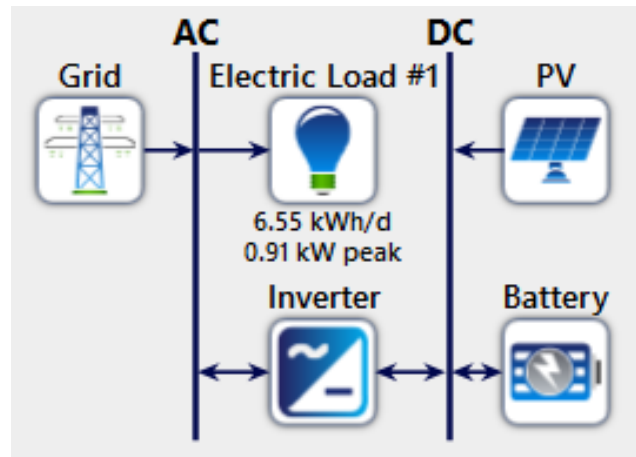 AC
DC
Grid
Electric Load #1
PV
6.55 kWh/d
0.91 kW peak
Inverter
Battery